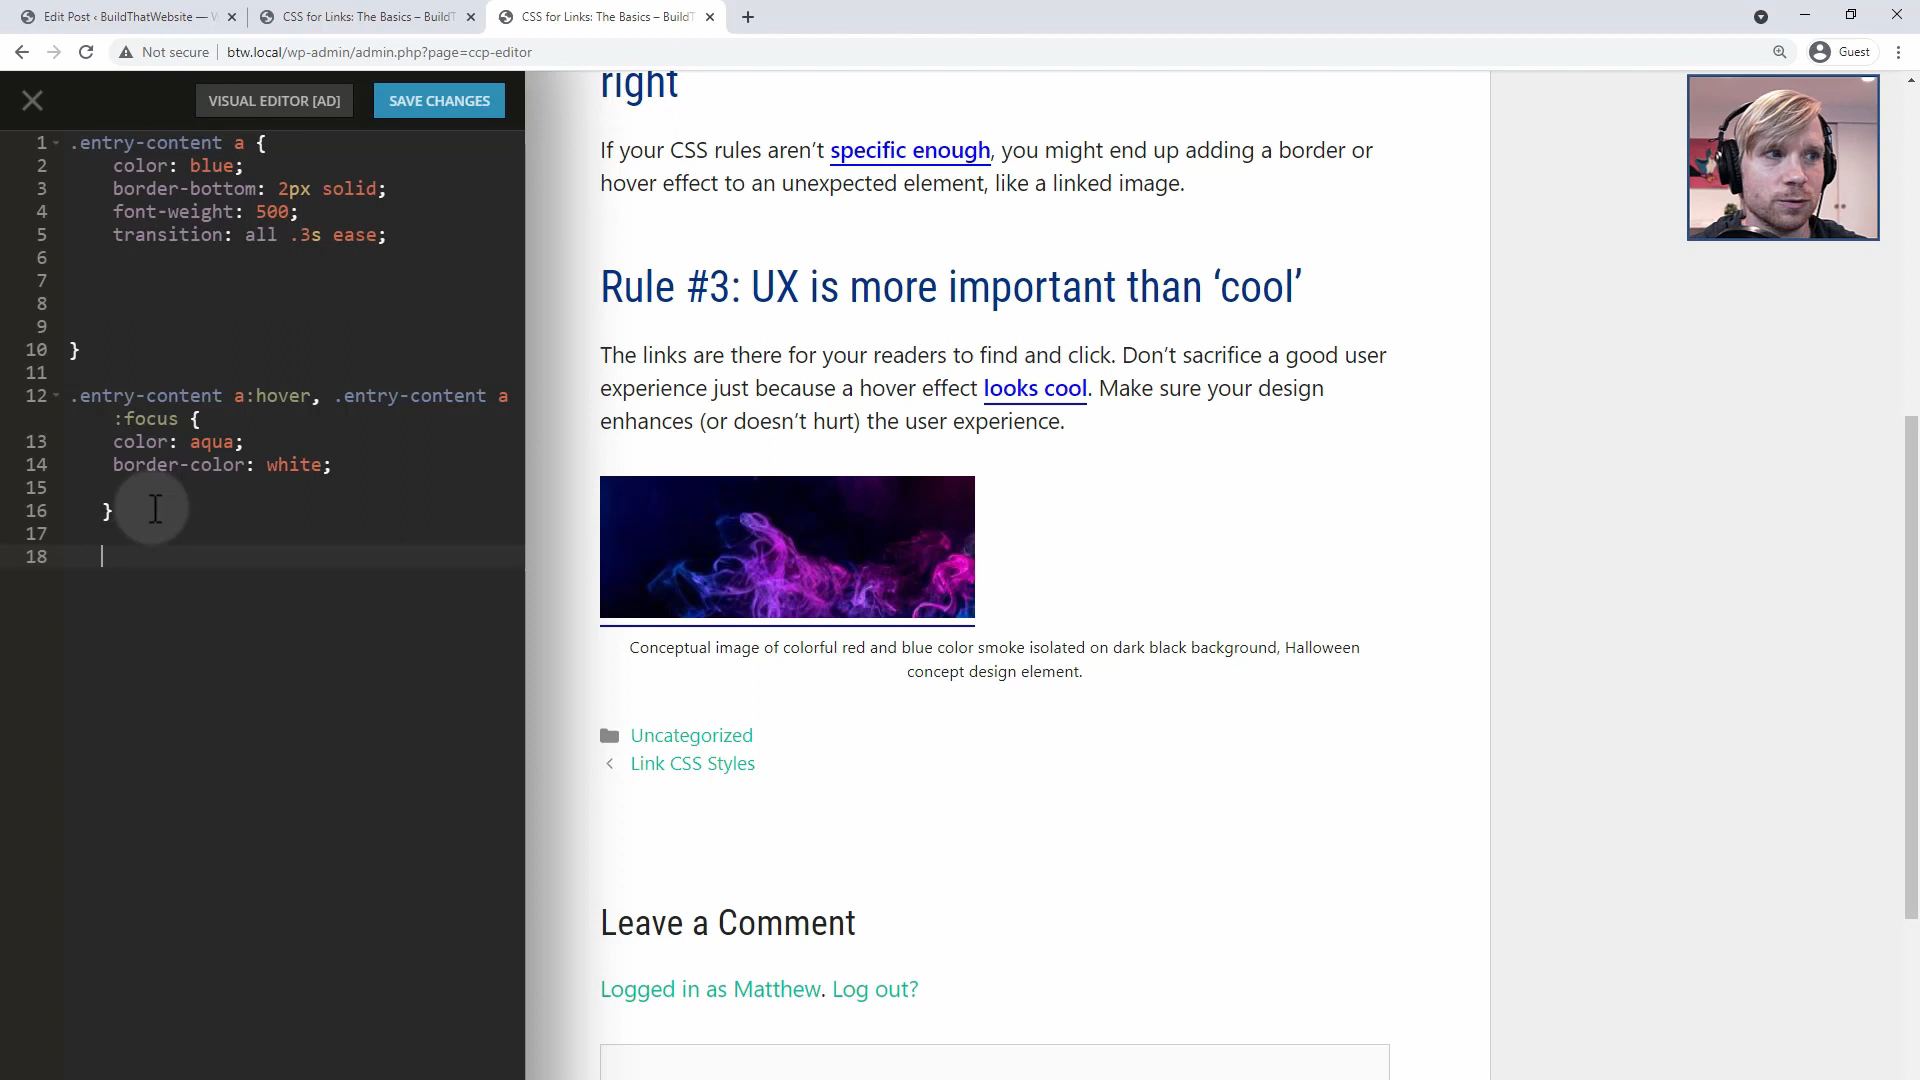 Edit Post ‹ BuildThatWebsite — W
CSS for Links: The Basics – BuildT
CSS for Links: The Basics – BuildT
Not secure
btw.local/wp-admin/admin.php?page=ccp-editor
Guest
VISUAL EDITOR [AD]
SAVE CHANGES
1 .entry-content a {
2 color: blue;
3 border-bottom: 2px solid;
4 font-weight: 500;
5 transition: all .3s ease;
6
7
8
9
10 }
11
12 .entry-content a:hover, .entry-content a
:focus {
13 color: aqua;
14 border-color: white;
15
16 }
17
18
right
If your CSS rules aren’t specific enough, you might end up adding a border or
hover effect to an unexpected element, like a linked image.
Rule #3: UX is more important than ‘cool’
The links are there for your readers to find and click. Don’t sacrifice a good user
experience just because a hover effect looks cool. Make sure your design
enhances (or doesn’t hurt) the user experience.
Conceptual image of colorful red and blue color smoke isolated on dark black background, Halloween
concept design element.
Uncategorized
Link CSS Styles
Leave a Comment
Logged in as Matthew. Log out?